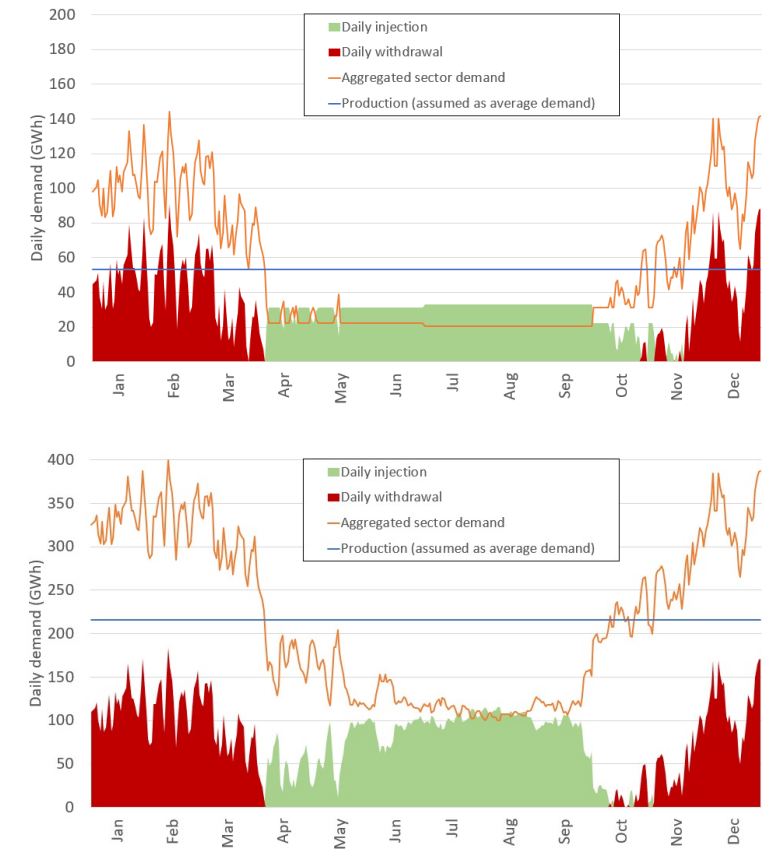 200
180
160
140
120
100
80
60
40
20
0
Daily demand (GWh)
Daily injection
Daily withdrawal
Aggregated sector demand
Production (assumed as average demand)
Jan
Feb
Mar
Apr
May
Jun
Jul
Aug
Sep
Oct
Nov
Dec
400
350
300
250
200
150
100
50
0
Daily demand (GWh)
Daily injection
Daily withdrawal
Aggregated sector demand
Production (assumed as average demand)
Jan
Feb
Mar
Apr
May
Jun
Jul
Aug
Sep
Oct
Nov
Dec